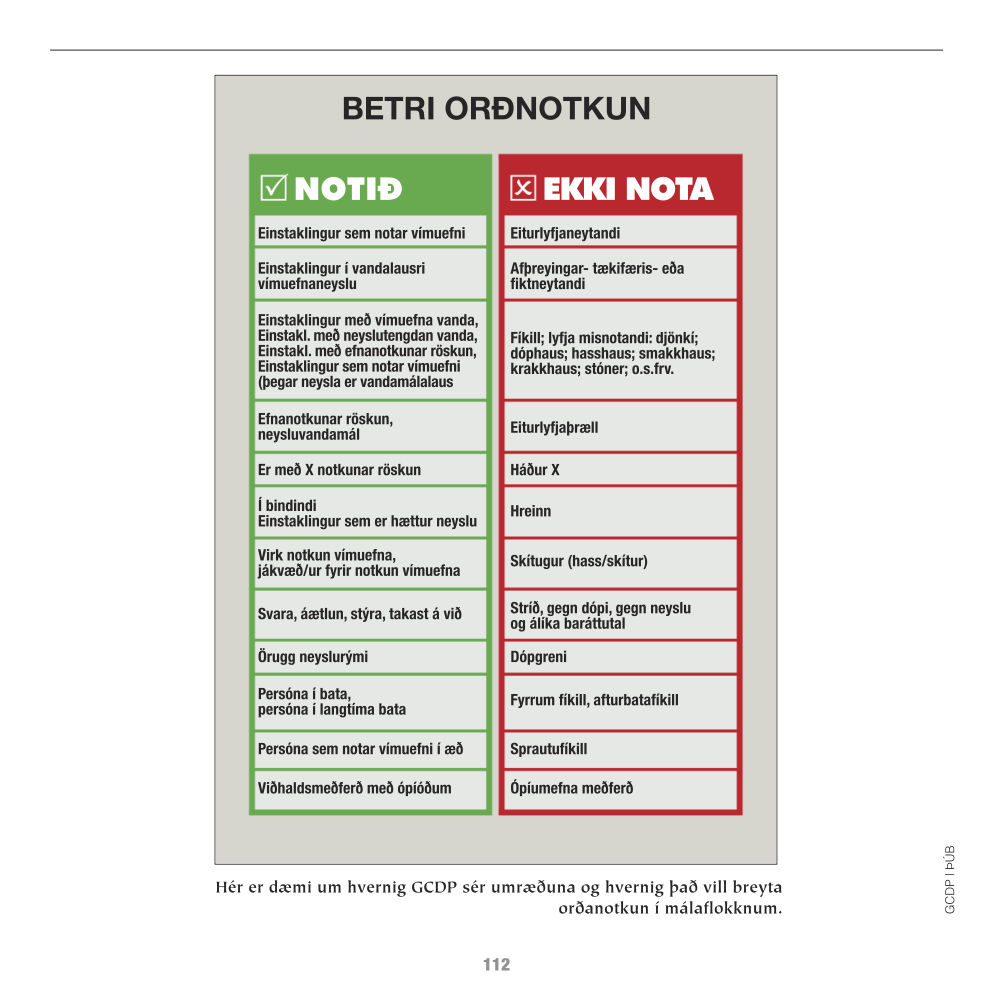 BETRI ORÐNOTKUN
NOTIÐ
EKKI NOTA
Einstaklingur sem notar vímuefni
Eiturlyfjaneytandi
Einstaklingur í vandalausri
vímuefnaneyslu
Afþreyingar- tækifæris- eða
fiktneytandi
Einstaklingur með vímuefna vanda,
Einstakl. með neyslutengdan vanda,
Einstakl. með efnanotkunar röskun,
Einstaklingur sem notar vímuefni
(þegar neysla er vandamálalaus
Fíkill; lyfja misnotandi: djönkí;
dóphaus; hasshaus; smakkhaus;
krakkhaus; stóner; o.s.frv.
Efnanotkunar röskun,
neysluvandamál
Eiturlyfjaþræll
Er með X notkunar röskun
Háður X
Í bindindi
Einstaklingur sem er hættur neyslu
Hreinn
Virk notkun vímuefna,
jákvæð/ur fyrir notkun vímuefna
Skítugur (hass/skítur)
Svara, áætlun, stýra, takast á við
Stríð, gegn dópi, gegn neyslu
og álíka baráttutal
Örugg neyslurými
Dópgreni
Persóna í bata,
persóna í langtíma bata
Fyrrum fíkill, afturbatafíkill
Persóna sem notar vímuefni í æð
Sprautufíkill
Viðhaldsmeðferð með ópíóðum
Ópíumefna meðferð
Hér er dæmi um hvernig GCDP sér umræðuna og hvernig það vill breyta
orðanotkun í málaflokknum.
GCDP I ÞÚB
112